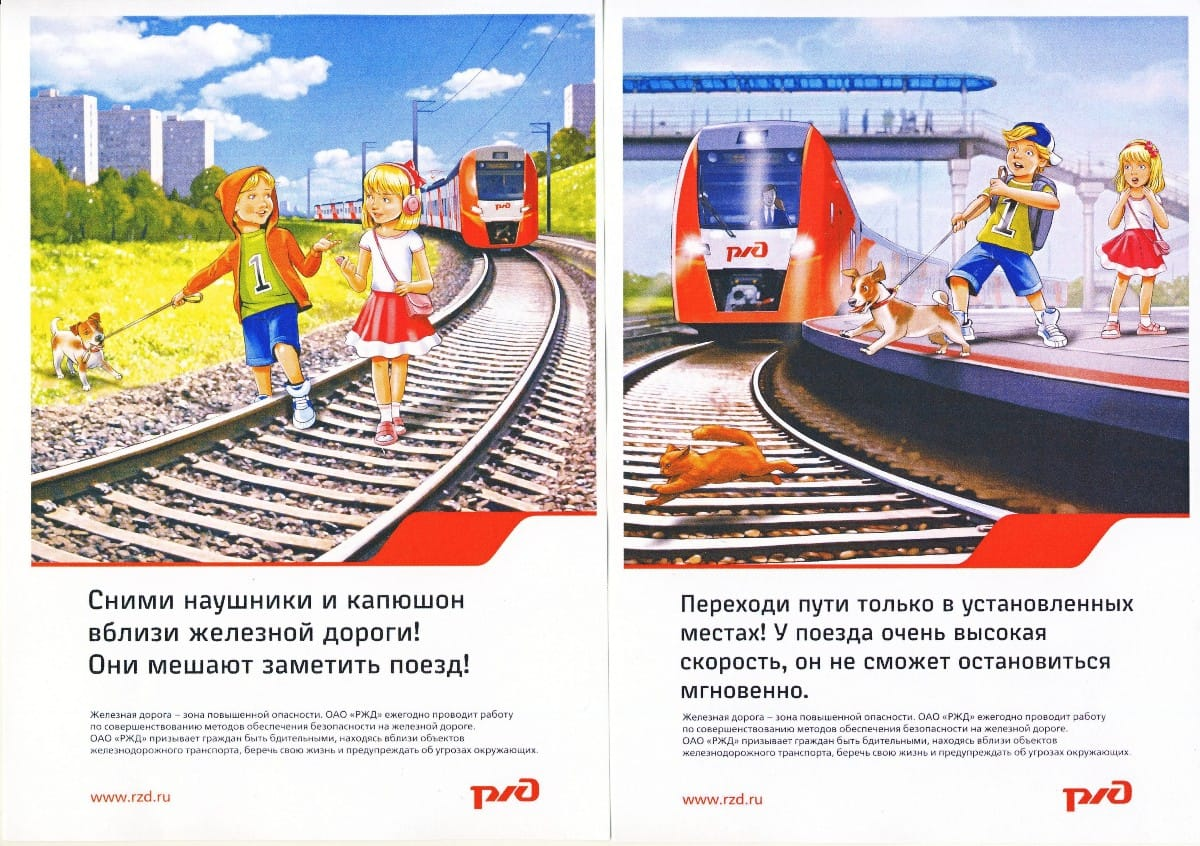 1
РЖД
Сними наушники и капюшон
вблизи железной дороги!
Они мешают заметить поезд!
Железная дорога – зона повышенной опасности. ОАО «РЖД» ежегодно проводит работу
по совершенствованию методов обеспечения безопасности на железной дороге.
ОАО «РЖД» призывает граждан быть бдительными, находясь вблизи объектов
железнодорожного транспорта, беречь свою жизнь и предупреждать об угрозах окружающих.
www.rzd.ru
РЖД
1
РЖД
Переходи пути только в установленных
местах! У поезда очень высокая
скорость, он не сможет остановиться
мгновенно.
Железная дорога – зона повышенной опасности. ОАО «РЖД» ежегодно проводит работу
по совершенствованию методов обеспечения безопасности на железной дороге.
ОАО «РЖД» призывает граждан быть бдительными, находясь вблизи объектов
железнодорожного транспорта, беречь свою жизнь и предупреждать об угрозах окружающих.
www.rzd.ru
РЖД